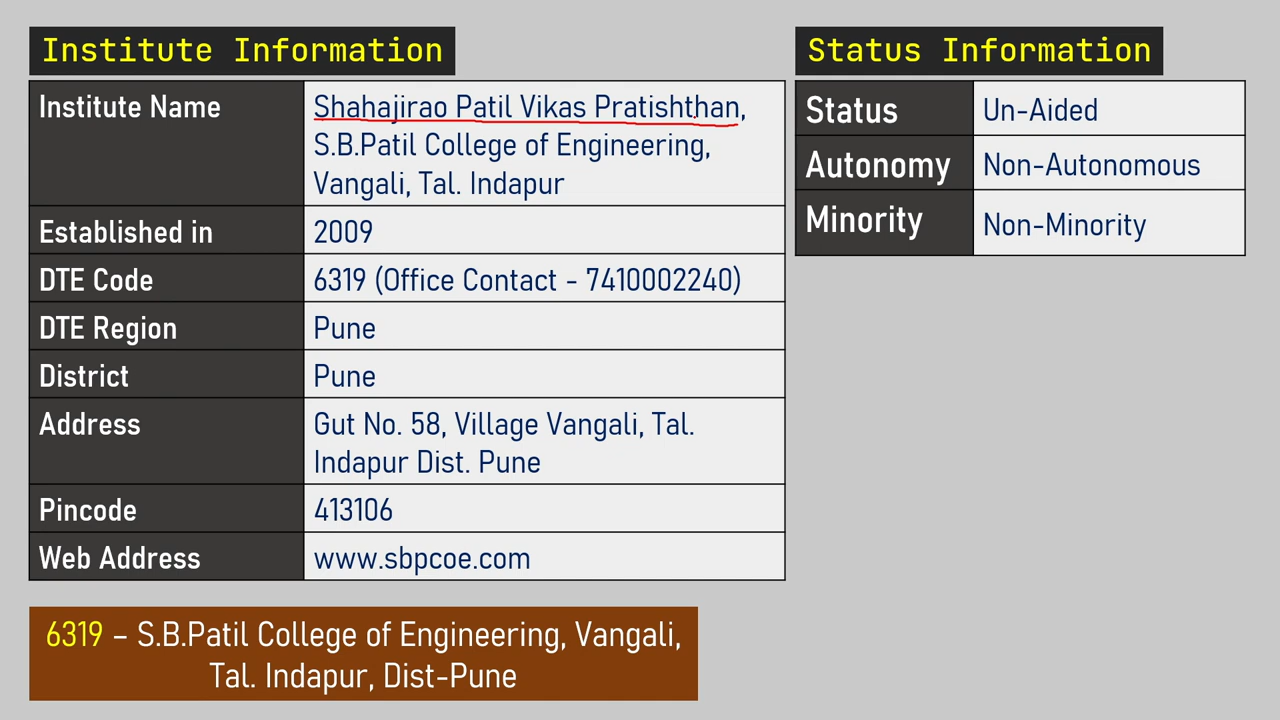 Institute Information
Institute Name
Shahajirao Patil Vikas Pratishthan,
S.B.Patil College of Engineering,
Vangali, Tal. Indapur
Established in
2009
DTE Code
6319 (Office Contact - 7410002240)
DTE Region
Pune
District
Pune
Address
Gut No. 58, Village Vangali, Tal.
Indapur Dist. Pune
Pincode
413106
Web Address
www.sbpcoe.com
Status Information
Status
Un-Aided
Autonomy
Non-Autonomous
Minority
Non-Minority
6319 – S.B.Patil College of Engineering, Vangali,
Tal. Indapur, Dist-Pune